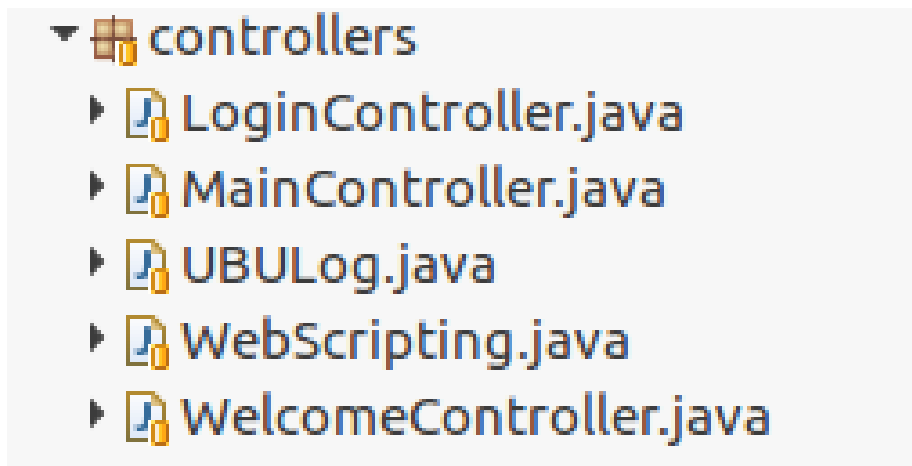 controllers
LoginController.java
MainController.java
UBULog.java
WebScripting.java
WelcomeController.java